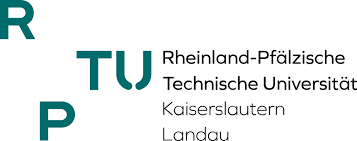 R
P
TU
Rheinland-Pfälzische
Technische Universität
Kaiserslautern
Landau